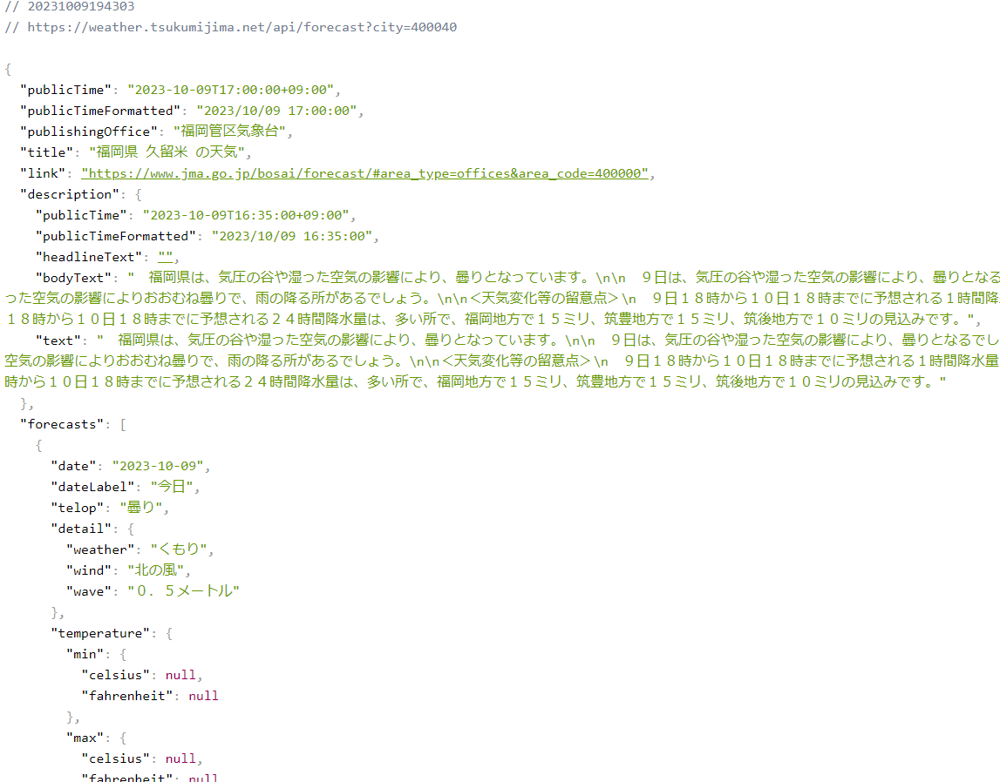 // 20231009194303
// https://weather.tsukumijima.net/api/forecast?city=400040
{
"publicTime": "2023-10-09T17:00:00+09:00",
"publicTimeFormatted": "2023/10/09 17:00:00",
"publishingOffice": "福岡管区気象台",
"title": "福岡県 久留米 の天気",
"link": "https://www.jma.go.jp/bosai/forecast/#area_type=offices&area_code=400000",
"description": {
"publicTime": "2023-10-09T16:35:00+09:00",
"publicTimeFormatted": "2023/10/09 16:35:00",
"headlineText": "",
"bodyText": "　福岡県は、気圧の谷や湿った空気の影響により、曇りとなっています。\n\n　９日は、気圧の谷や湿った空気の影響により、曇りとなる
った空気の影響によりおおむね曇りで、雨の降る所があるでしょう。\n\n＜天気変化等の留意点＞\n　９日１８時から１０日１８時までに予想される１時間降
１８時から１０日１８時までに予想される２４時間降水量は、多い所で、福岡地方で１５ミリ、筑豊地方で１５ミリ、筑後地方で１０ミリの見込みです。",
"text": "　福岡県は、気圧の谷や湿った空気の影響により、曇りとなっています。\n\n　９日は、気圧の谷や湿った空気の影響により、曇りとなるでし
空気の影響によりおおむね曇りで、雨の降る所があるでしょう。\n\n＜天気変化等の留意点＞\n　９日１８時から１０日１８時までに予想される１時間降水量
時から１０日１８時までに予想される２４時間降水量は、多い所で、福岡地方で１５ミリ、筑豊地方で１５ミリ、筑後地方で１０ミリの見込みです。"
},
"forecasts": [
{
"date": "2023-10-09",
"dateLabel": "今日",
"telop": "曇り",
"detail": {
"weather": "くもり",
"wind": "北の風",
"wave": "０．５メートル"
},
"temperature": {
"min": {
"celsius": null,
"fahrenheit": null
},
"max": {
"celsius": null,
"fahrenheit": null